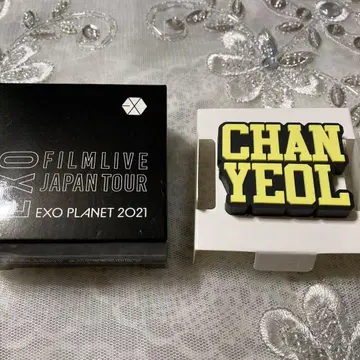 EXO
FILMLIVE
JAPAN TOUR
EXO PLANET 2021
CHAN
YEOL